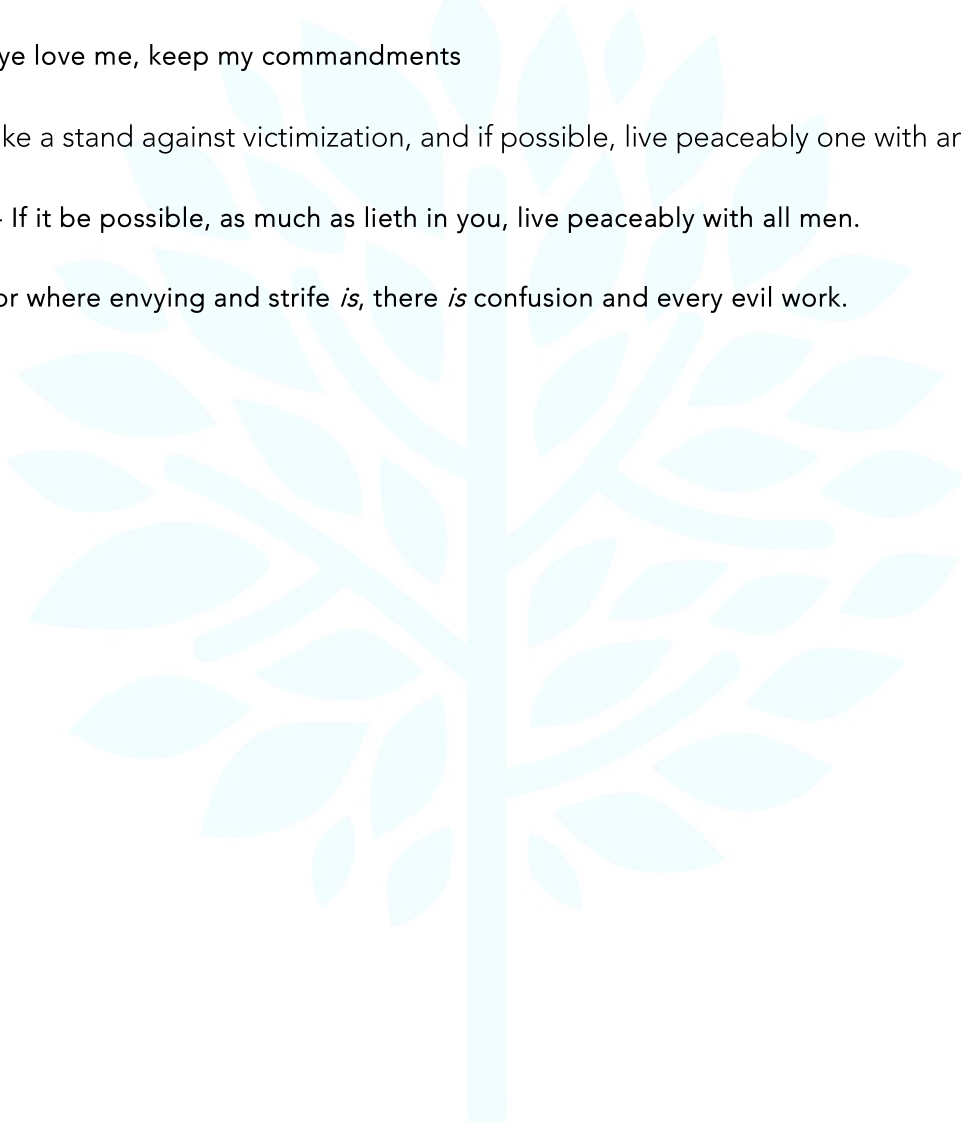 ye love me, keep my commandments
ke a stand against victimization, and if possible, live peaceably one with
- If it be possible, as much as lieth in you, live peaceably with all men.
or where envying and strife is, there is confusion and every evil work.